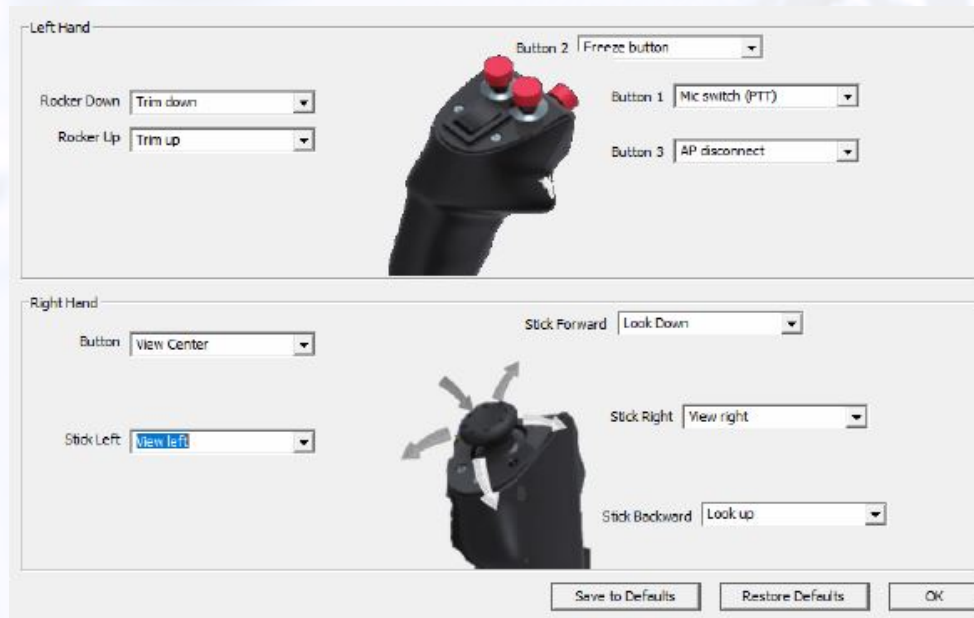 Left Hand
Button 2 Freeze button
Rocker Down Trim down
Button 1 Mic switch (PTT)
Rocker Up Trim up
Button 3 AP disconnect
Right Hand
Stick Forward Look Down
Button View Center
Stick Right View right
Stick Left View left
Stick Backward Look up
Save to Defaults Restore Defaults OK